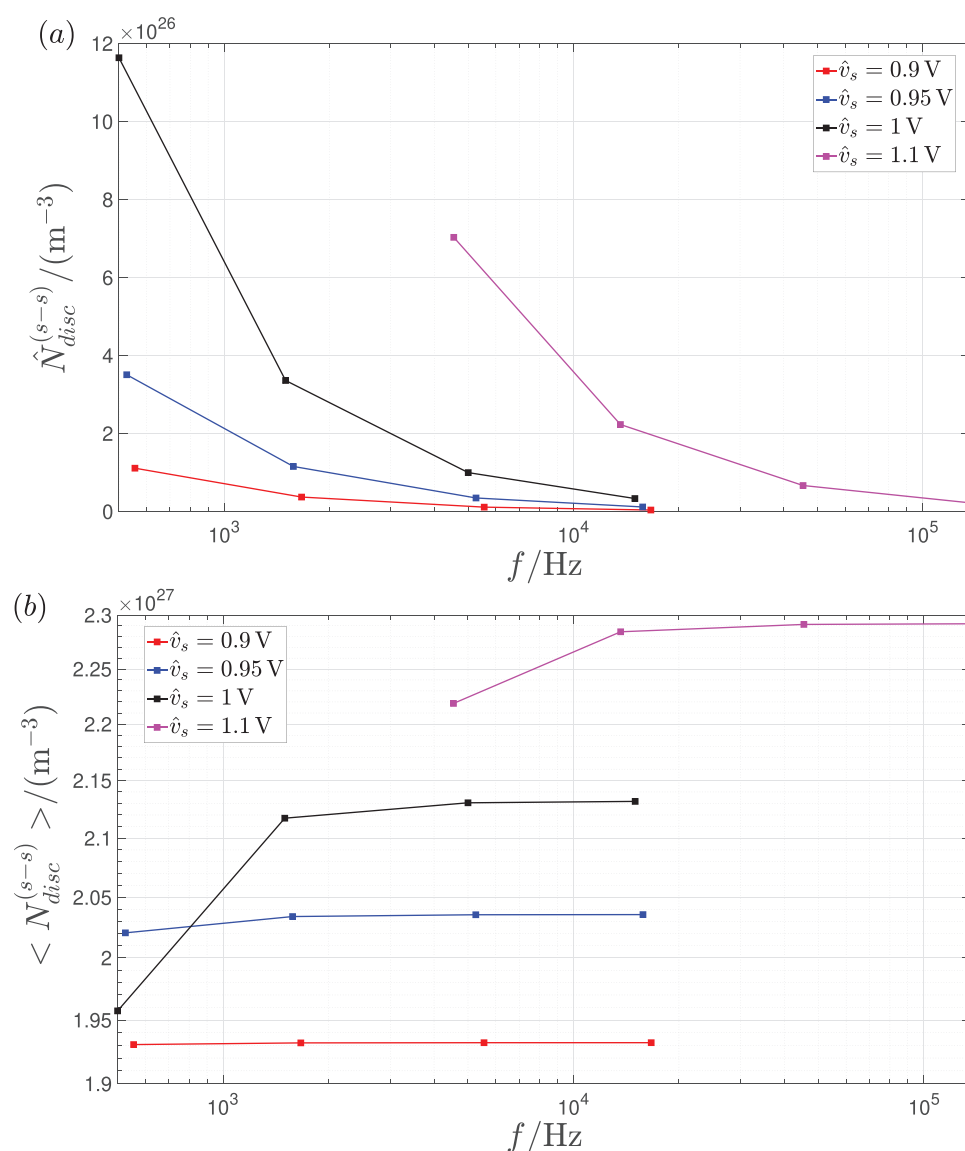 (a)
×10^26
12
10
8
6
4
2
0
N̂_disc^(s−s)/(m^−3)
v̂_s = 0.9 V
v̂_s = 0.95 V
v̂_s = 1 V
v̂_s = 1.1 V
10^3
10^4
10^5
f/Hz
(b)
×10^27
2.3
2.25
2.2
2.15
2.1
2.05
2
1.95
1.9
< N_disc^(s−s) >/(m^−3)
v̂_s = 0.9 V
v̂_s = 0.95 V
v̂_s = 1 V
v̂_s = 1.1 V
10^3
10^4
10^5
f/Hz